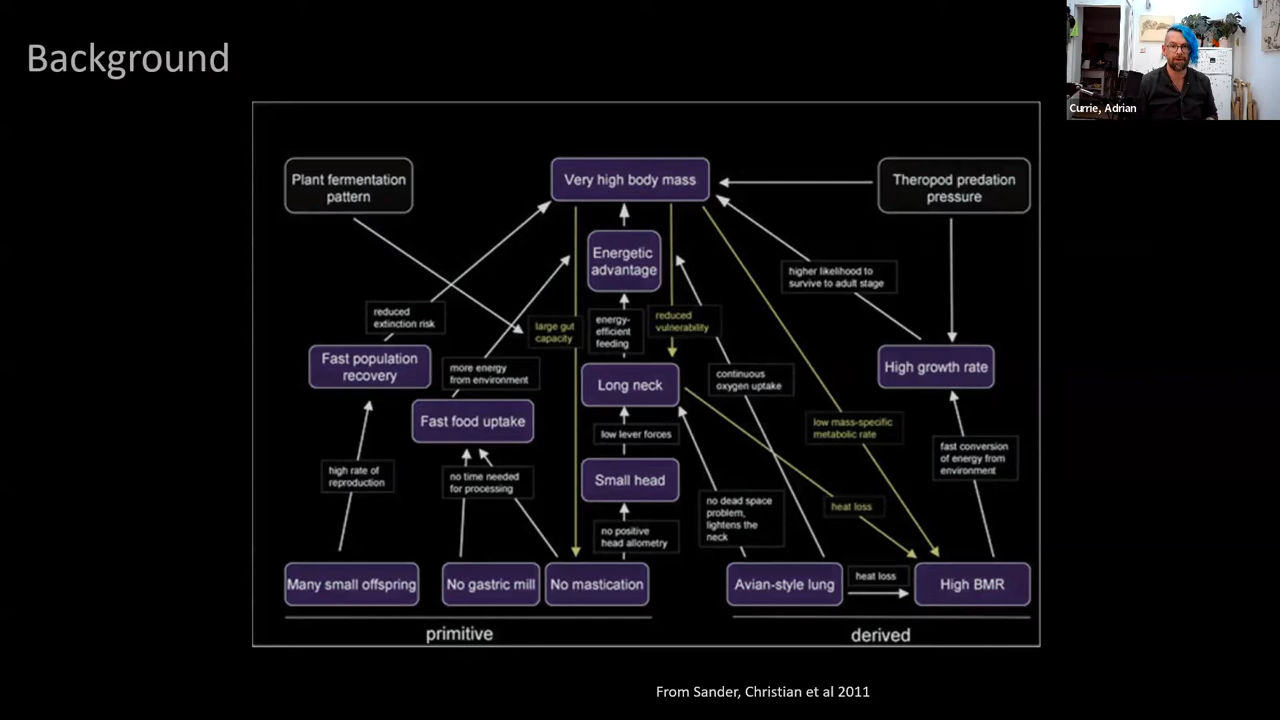 Background
Currie, Adrian
Plant fermentation
pattern
Very high body mass
Theropod predation
pressure
Energetic
advantage
higher likelihood to
survive to adult stage
reduced
extinction risk
large gut
capacity
energy-
efficient
feeding
reduced
vulnerability
Fast population
recovery
more energy
from environment
Long neck
continuous
oxygen uptake
High growth rate
Fast food uptake
low lever forces
low mass-specific
metabolic rate
fast conversion
of energy from
environment
high rate of
reproduction
no time needed
for processing
Small head
no dead space
problem,
lightens the
neck
heat loss
no positive
head allometry
Many small offspring
No gastric mill
No mastication
Avian-style lung
heat loss
High BMR
primitive
derived
From Sander, Christian et al 2011